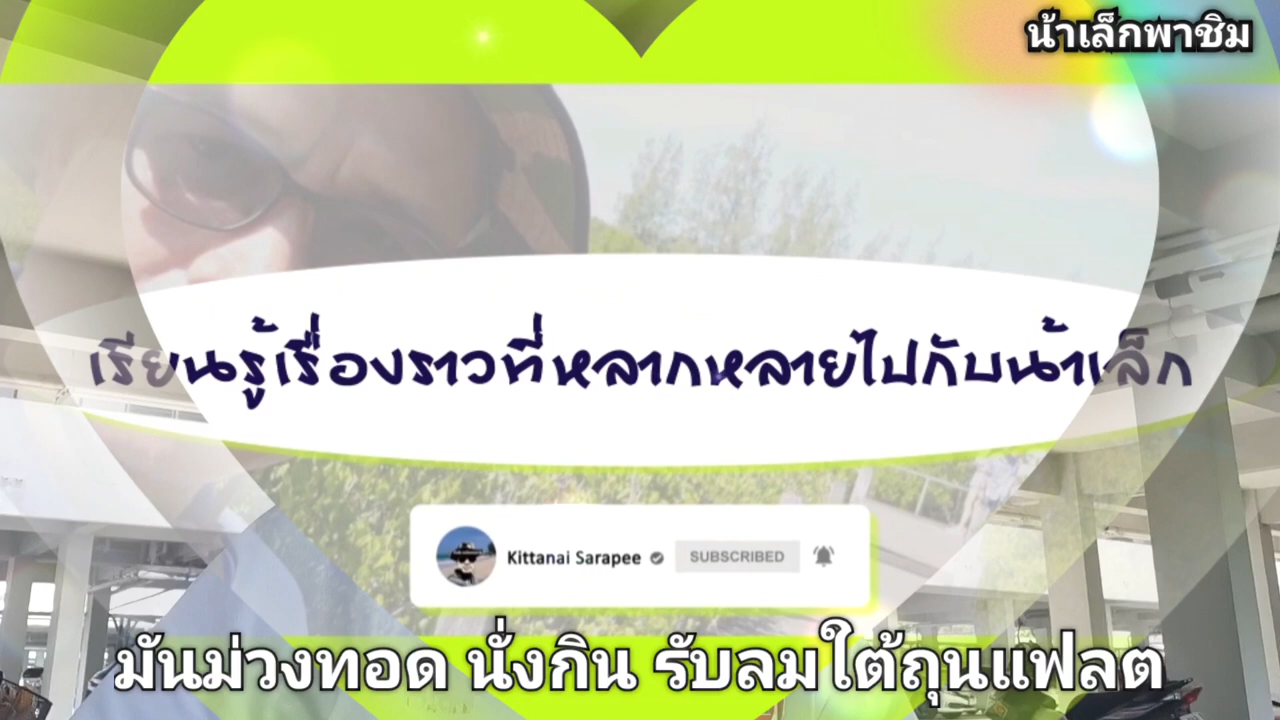 น้าเล็กพาชิม
เรียนรู้เรื่องราวที่หลากหลายไปกับน้าเล็ก
Kittanai Sarapee SUBSCRIBED
มันม่วงทอด นั่งกิน รับลม ใต้ถุนแฟลต